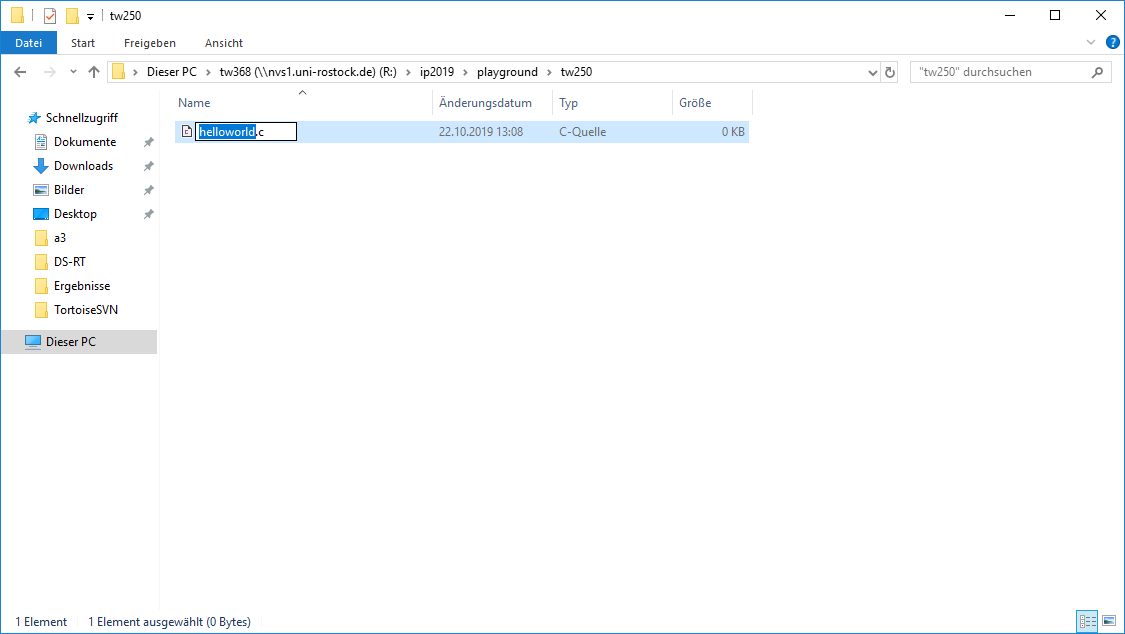 tw250
Datei Start Freigeben Ansicht
Dieser PC tw368 (\\nvs1.uni-rostock.de) (R:) ip2019 playground tw250
"tw250" durchsuchen
Name Änderungsdatum Typ Größe
helloworld.c 22.10.2019 13:08 C-Quelle 0 KB
Schnellzugriff
Dokumente
Downloads
Bilder
Desktop
a3
DS-RT
Ergebnisse
TortoiseSVN
Dieser PC
1 Element 1 Element ausgewählt (0 Bytes)